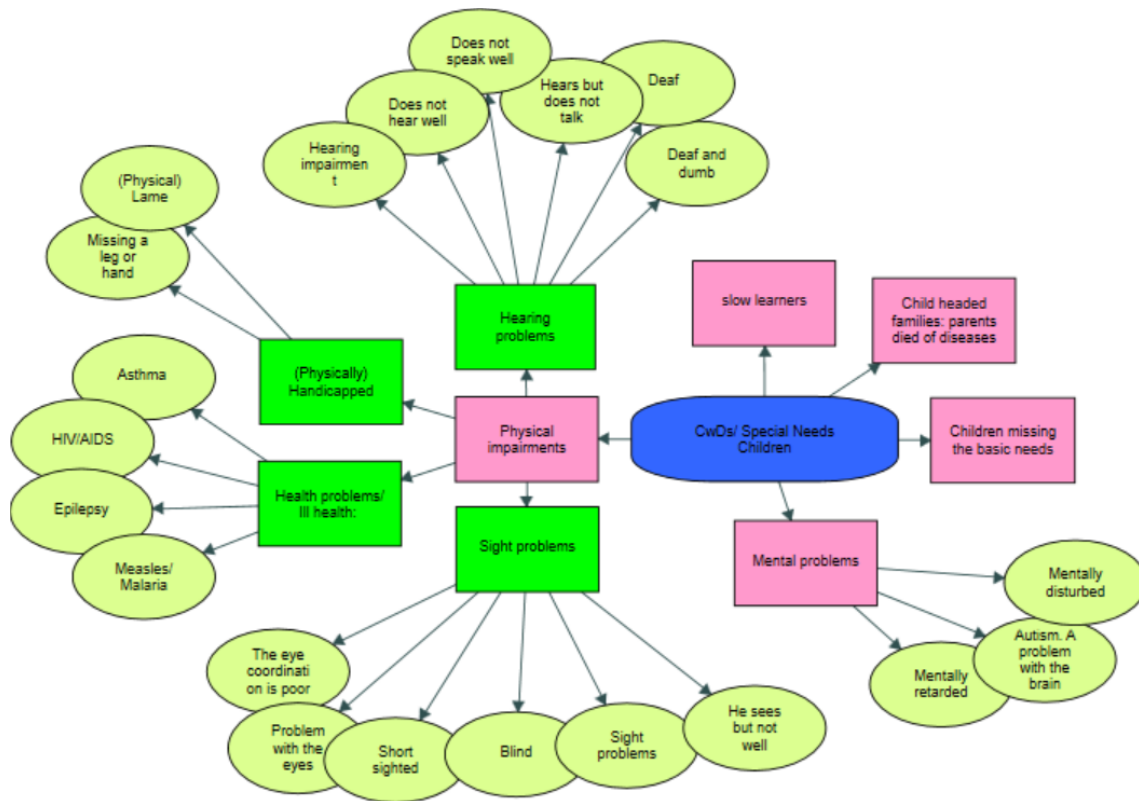 Does not
speak well
Hears but
does not
talk
Deaf
Does not
hear well
Hearing
impairmen
t
Deaf and
dumb
(Physical)
Lame
Missing a
leg or
hand
Hearing
problems
slow learners
Child headed
families: parents
died of diseases
(Physically)
Handicapped
Asthma
HIV/AIDS
Epilepsy
Measles/
Malaria
Health problems/
Ill health:
Physical
impairments
CwDs/ Special Needs
Children
Children missing
the basic needs
Sight problems
Mental problems
Mentally
disturbed
Autism. A
problem
with the
brain
Mentally
retarded
The eye
coordinati
on is poor
Problem
with the
eyes
Short
sighted
Blind
Sight
problems
He sees
but not
well